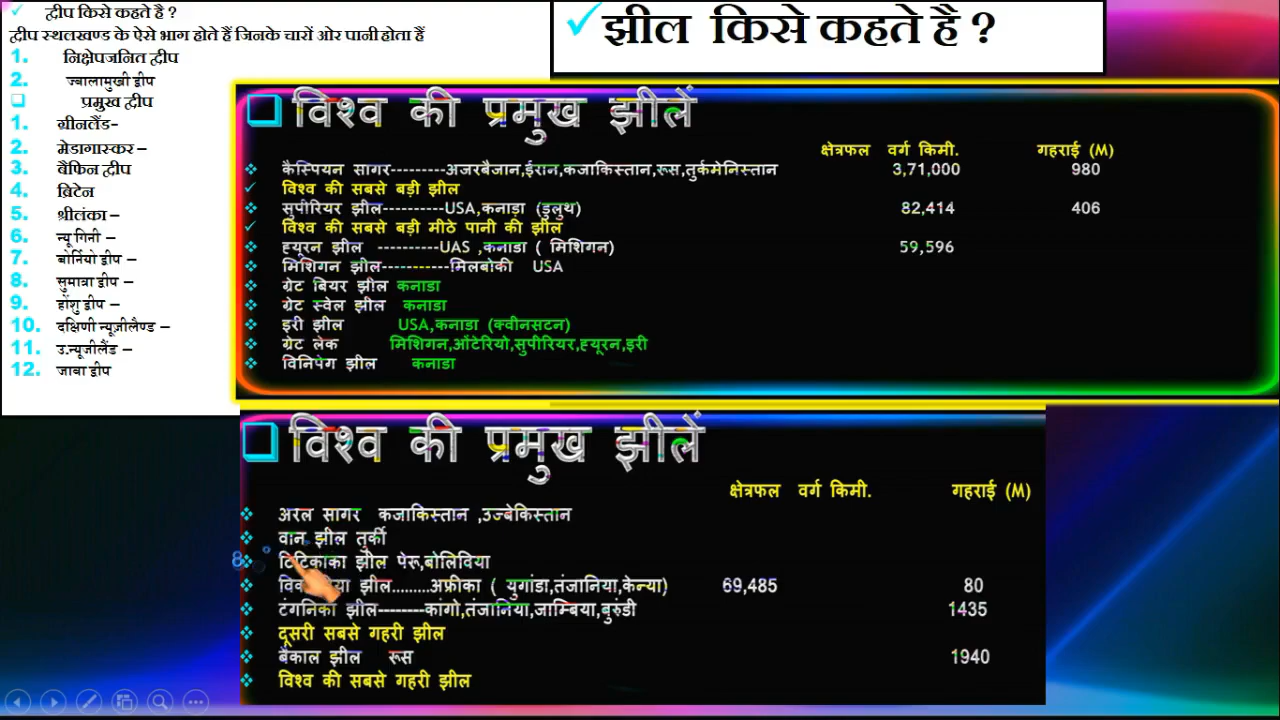 ✓ द्वीप किसे कहते है ?
द्वीप स्थलखण्ड के ऐसे भाग होते हैं जिनके चारों ओर पानी होता हैं
1. निक्षेपजनित द्वीप
2. ज्वालामुखी द्वीप
प्रमुख द्वीप
1. ग्रीनलैंड-
2. मेडागास्कर –
3. बैफिन द्वीप
4. ब्रिटेन
5. श्रीलंका –
6. न्यू गिनी –
7. बोर्नियो द्वीप –
8. सुमात्रा द्वीप –
9. होंशु द्वीप –
10. दक्षिणी न्यूज़ीलैण्ड –
11. उ.न्यूजीलैंड –
12. जाबा द्वीप
✓ झील किसे कहते है ?
विश्व की प्रमुख झीलें
क्षेत्रफल वर्ग किमी. गहराई (M)
कैस्पियन सागर---------अजरबैजान,ईरान,कजाकिस्तान,रूस,तुर्कमेनिस्तान 3,71,000 980
✓ विश्व की सबसे बड़ी झील
सुपीरियर झील----------USA,कनाड़ा (डुलुथ) 82,414 406
✓ विश्व की सबसे बड़ी मीठे पानी की झील
ह्यूरन झील ----------UAS ,कनाडा ( मिशिगन) 59,596
मिशिगन झील-----------मिलबोकी USA
ग्रेट बियर झील कनाडा
ग्रेट स्वेल झील कनाडा
इरी झील USA,कनाडा (क्वीनसटन)
ग्रेट लेक मिशिगन,ओंटेरियो,सुपीरियर,ह्यूरन,इरी
विनिपेग झील कनाडा
विश्व की प्रमुख झीलें
क्षेत्रफल वर्ग किमी. गहराई (M)
अरल सागर कजाकिस्तान ,उज्बेकिस्तान
वान झील तुर्की
टिटिकाका झील पेरू,बोलिविया
झील.........अफ्रीका ( युगांडा,तंजानिया,केन्या) 69,485 80
टंगनिका झील--------कांगो,तंजानिया,जाम्बिया,बुरुंडी 1435
दूसरी सबसे गहरी झील
बैकाल झील रूस 1940
विश्व की सबसे गहरी झील